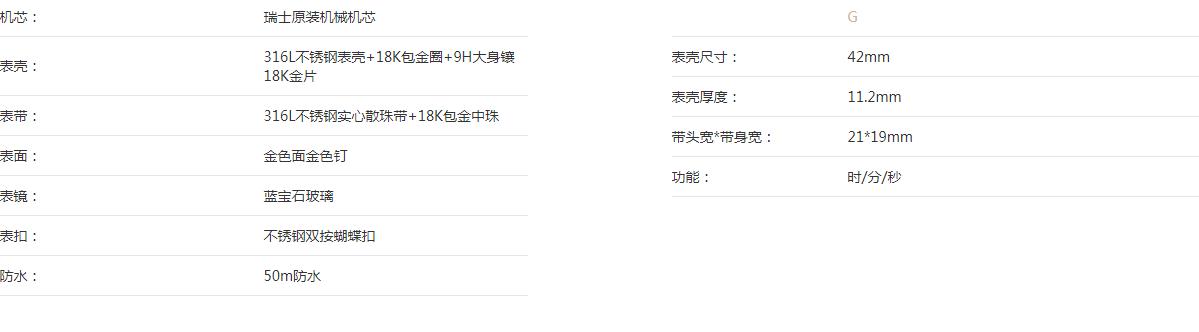 机芯：
瑞士原装机械机芯
表壳：
316L不锈钢表壳+18K包金圈+9H大身镶
18K金片
表带：
316L不锈钢实心散珠带+18K包金中珠
表面：
金色面金色钉
表镜：
蓝宝石玻璃
表扣：
不锈钢双按蝴蝶扣
防水：
50m防水
G
表壳尺寸：
42mm
表壳厚度：
11.2mm
带头宽*带身宽：
21*19mm
功能：
时/分/秒